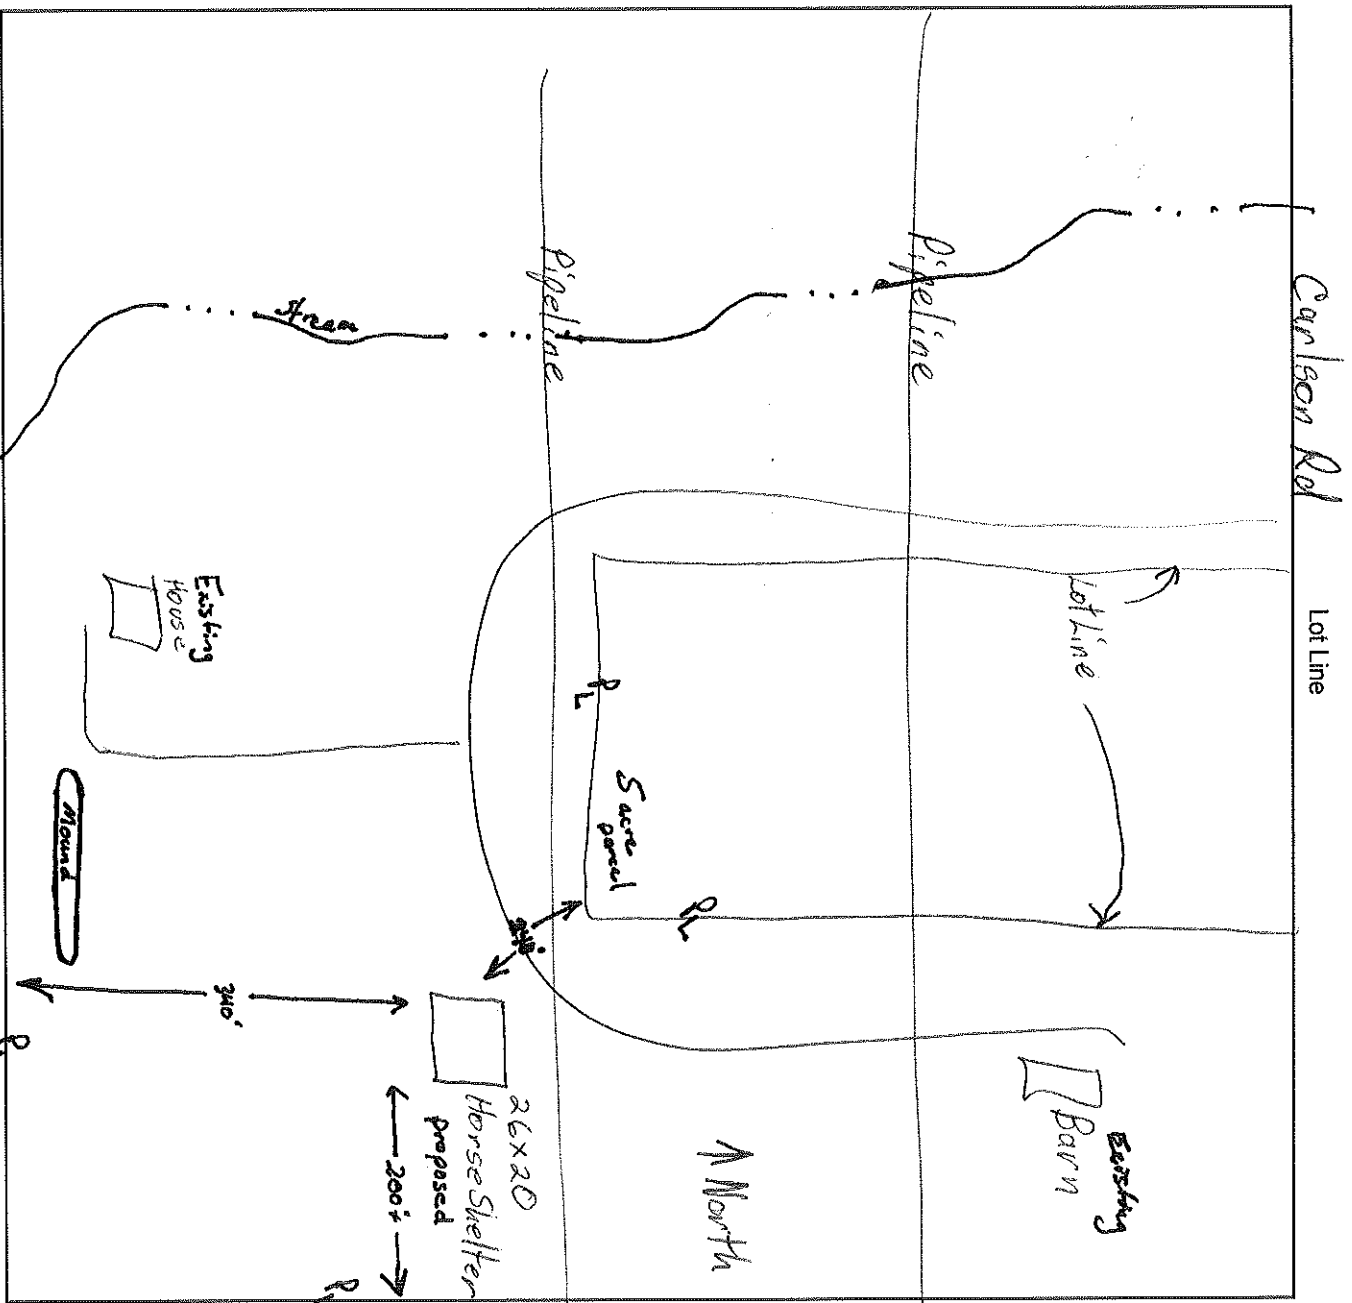 Carlson Rd
Lot Line
Pipeline
Pipeline
Stream
Lot Line
PL
5 acre
parcel
PL
Existing
House
Mound
340'
26x20
Horse Shelter
proposed
200'±
North
Existing
Barn
P
P